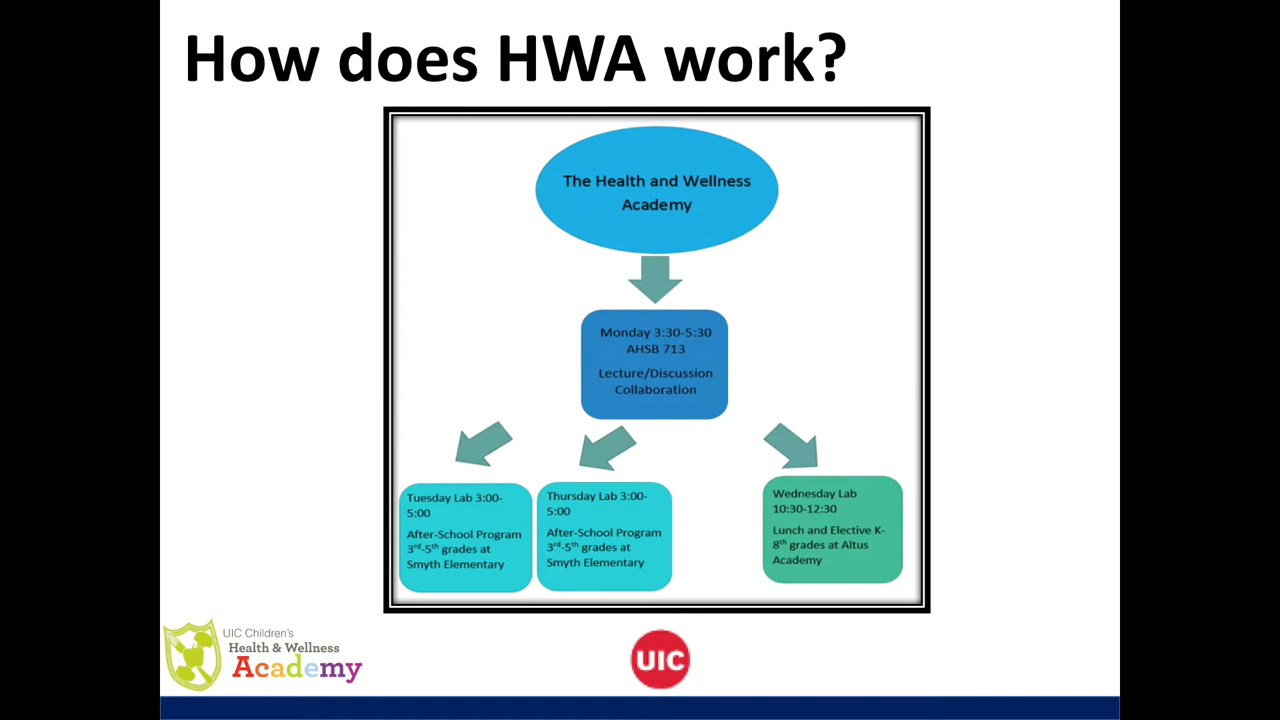 How does HWA work?
The Health and Wellness
Academy
Monday 3:30-5:30
AHSB 713
Lecture/Discussion
Collaboration
Tuesday Lab 3:00-
5:00
After-School Program
3rd-5th grades at
Smyth Elementary
Thursday Lab 3:00-
5:00
After-School Program
3rd-5th grades at
Smyth Elementary
Wednesday Lab
10:30-12:30
Lunch and Elective K-
8th grades at Altus
Academy
UIC Children's
Health & Wellness
Academy
UIC